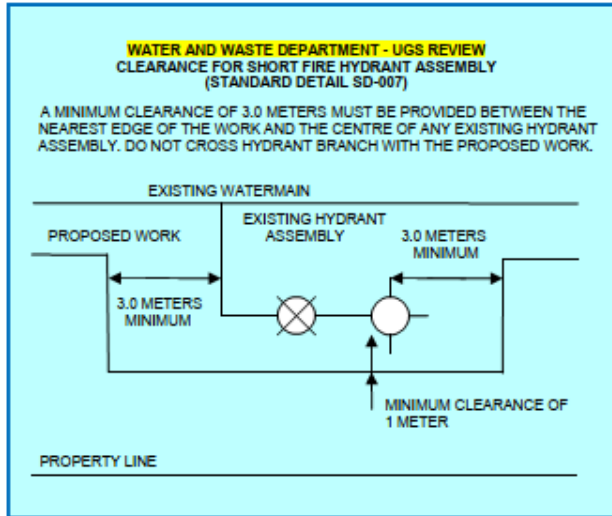 WATER AND WASTE DEPARTMENT - UGS REVIEW
CLEARANCE FOR SHORT FIRE HYDRANT ASSEMBLY
(STANDARD DETAIL SD-007)
A MINIMUM CLEARANCE OF 3.0 METERS MUST BE PROVIDED BETWEEN THE
NEAREST EDGE OF THE WORK AND THE CENTRE OF ANY EXISTING HYDRANT
ASSEMBLY. DO NOT CROSS HYDRANT BRANCH WITH THE PROPOSED WORK.
EXISTING WATERMAIN
PROPOSED WORK
EXISTING HYDRANT
ASSEMBLY
3.0 METERS
MINIMUM
3.0 METERS
MINIMUM
MINIMUM CLEARANCE OF
1 METER
PROPERTY LINE